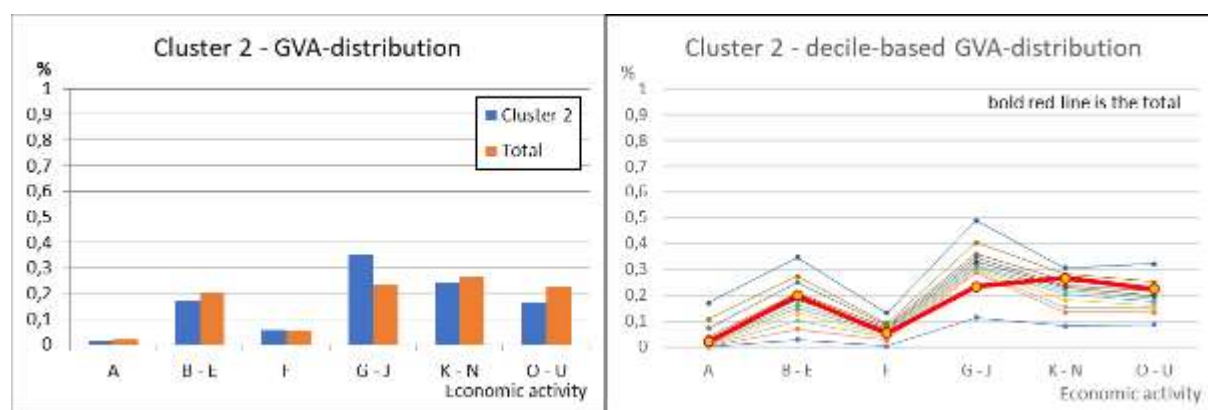 Cluster 2 - GVA-distribution
%
1
0,9
0,8
0,7
0,6
0,5
0,4
0,3
0,2
0,1
0
Cluster 2
Total
A B - E F G - J K - N O - U
Economic activity
Cluster 2 - decile-based GVA-distribution
%
1
0,9
0,8
0,7
0,6
0,5
0,4
0,3
0,2
0,1
0
bold red line is the total
A B - E F G - J K - N O - U
Economic activity